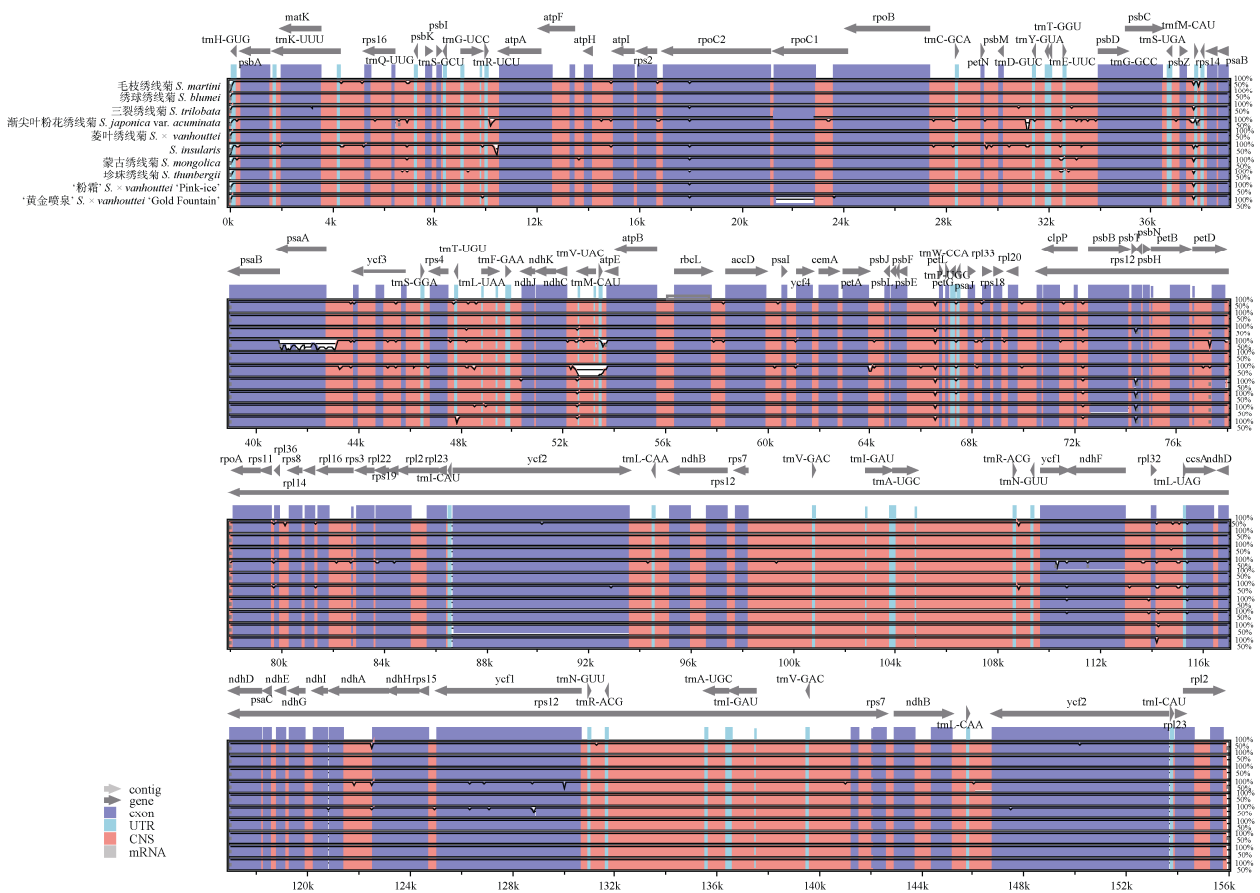 matK
psbI
atpF
rpoB
trnT-GGU
psbC
trnH-GUG
trnK-UUU
rps16
psbK
trnG-UCC
atpA
atpH
atpI
rpoC2
rpoC1
trnC-GCA
psbM
trnY-GUA
psbD
trnS-UGA
trnfM-CAU
psbA
trnQ-UUG
trnS-GCU
trnR-UCU
rps2
petN
trnD-GUC
trnE-UUC
trnG-GCC
psbZ
rps14
psaB
毛枝绣线菊 S. martini
绣球绣线菊 S. blumei
三裂绣线菊 S. trilobata
渐尖叶粉花绣线菊 S. japonica var. acuminata
菱叶绣线菊 S. × vanhouttei
S. insularis
蒙古绣线菊 S. mongolica
珍珠绣线菊 S. thunbergii
‘粉霜’ S. × vanhouttei ‘Pink-ice’
‘黄金喷泉’ S. × vanhouttei ‘Gold Fountain’
100%
50%
0k 4k 8k 12k 16k 20k 24k 28k 32k 36k
psaA
trnT-UGU
trnV-UAC
atpB
trnW-CCA
clpP
psbB
psbT
psbN
petB
petD
psaB
ycf3
rps4
trnF-GAA
ndhK
atpE
rbcL
accD
psaI
cemA
psbJ
psbF
petL
rpl33
rpl20
rps12
psbH
trnS-GGA
trnL-UAA
ndhJ
ndhC
trnM-CAU
ycf4
petA
psbL
psbE
petG
trnP-UGG
psaJ
rps18
100%
50%
40k 44k 48k 52k 56k 60k 64k 68k 72k 76k
rpoA
rps11
rpl36
rps8
rpl16
rps3
rpl22
rpl2
rpl23
ycf2
trnL-CAA
ndhB
rps7
trnV-GAC
trnI-GAU
trnR-ACG
ycf1
ndhF
rpl32
ccsA
ndhD
rpl14
rps19
trnI-CAU
rps12
trnA-UGC
trnN-GUU
trnL-UAG
100%
50%
80k 84k 88k 92k 96k 100k 104k 108k 112k 116k
ndhD
ndhE
ndhI
ndhA
ndhH
rps15
ycf1
trnN-GUU
trnA-UGC
trnV-GAC
rps7
ndhB
ycf2
trnI-CAU
rpl2
psaC
ndhG
rps12
trnR-ACG
trnI-GAU
trnL-CAA
rpl23
100%
50%
contig
gene
exon
UTR
CNS
mRNA
120k 124k 128k 132k 136k 140k 144k 148k 152k 156k